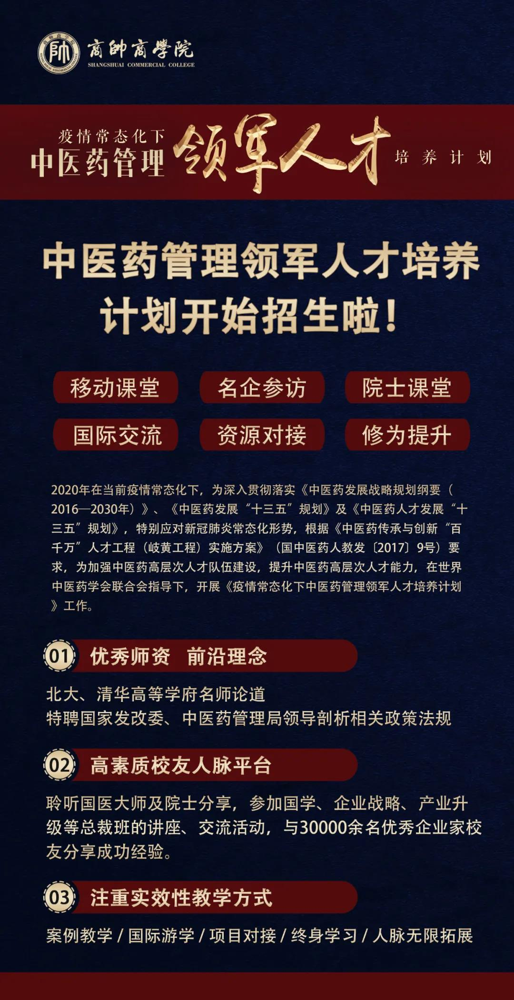 商帥商學院
SHANGSHUAI COMMERCIAL COLLEGE
帥
疫情常态化下
中医药管理
领军人才
培养计划
中医药管理领军人才培养
计划开始招生啦！
移动课堂
名企参访
院士课堂
国际交流
资源对接
修为提升
2020年在当前疫情常态化下，为深入贯彻落实《中医药发展战略规划纲要（
2016—2030年）》、《中医药发展“十三五”规划》及《中医药人才发展“十
三五”规划》，特别应对新冠肺炎常态化形势，根据《中医药传承与创新“百
千万”人才工程（岐黄工程）实施方案》（国中医药人教发〔2017〕9号）要
求，为加强中医药高层次人才队伍建设，提升中医药高层次人才能力，在世界
中医药学会联合会指导下，开展《疫情常态化下中医药管理领军人才培养计划
》工作。
01 优秀师资 前沿理念
北大、清华高等学府名师论道
特聘国家发改委、中医药管理局领导剖析相关政策法规
02 高素质校友人脉平台
聆听国医大师及院士分享，参加国学、企业战略、产业升
级等总裁班的讲座、交流活动，与30000余名优秀企业家校
友分享成功经验。
03 注重实效性教学方式
案例教学 / 国际游学 / 项目对接 / 终身学习 / 人脉无限拓展